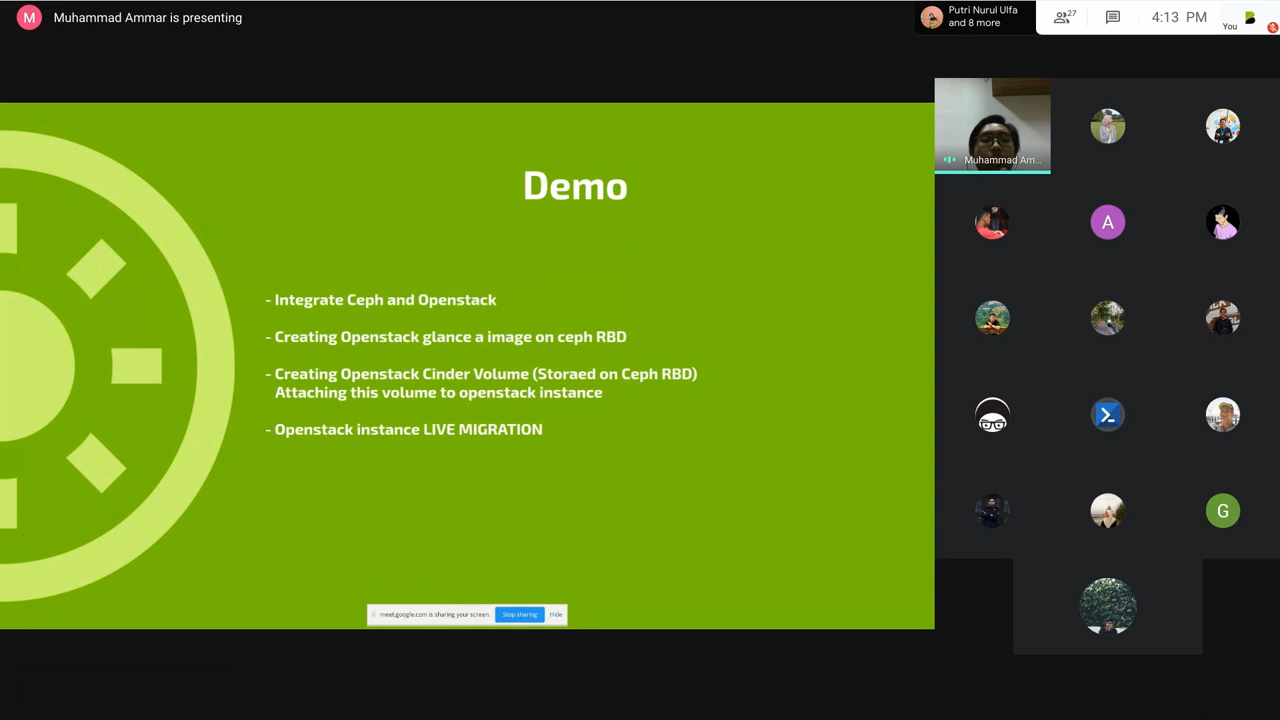 M
Muhammad Ammar is presenting
Putri Nurul Ulfa
and 8 more
27
4:13 PM
You
Demo
- Integrate Ceph and Openstack
- Creating Openstack glance a image on ceph RBD
- Creating Openstack Cinder Volume (Storaed on Ceph RBD)
Attaching this volume to openstack instance
- Openstack instance LIVE MIGRATION
meet.google.com is sharing your screen.
Stop sharing
Hide
Muhammad Am...
A
G